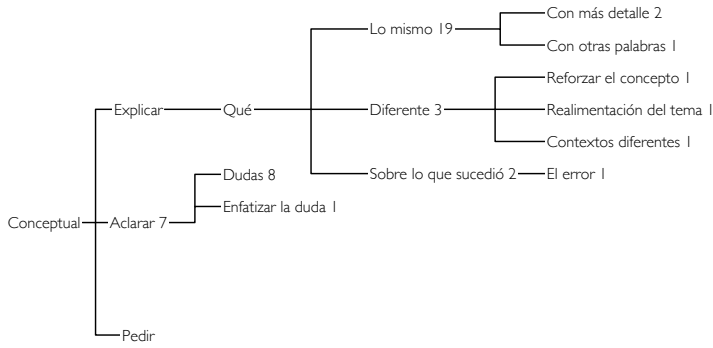 Con más detalle 2
Lo mismo 19
Con otras palabras 1
Reforzar el concepto 1
Explicar
Qué
Diferente 3
Realimentación del tema 1
Contextos diferentes 1
Dudas 8
Sobre lo que sucedió 2
El error 1
Enfatizar la duda 1
Conceptual
Aclarar 7
Pedir